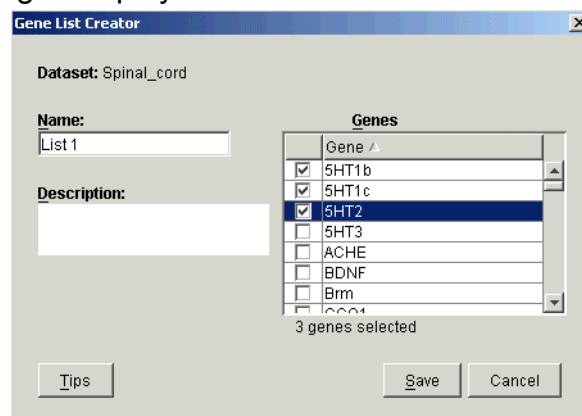 Gene List Creator
Dataset: Spinal_cord
Name:
List 1
Description:
Genes
Gene
5HT1b
5HT1c
5HT2
5HT3
ACHE
BDNF
Brm
3 genes selected
Tips
Save
Cancel